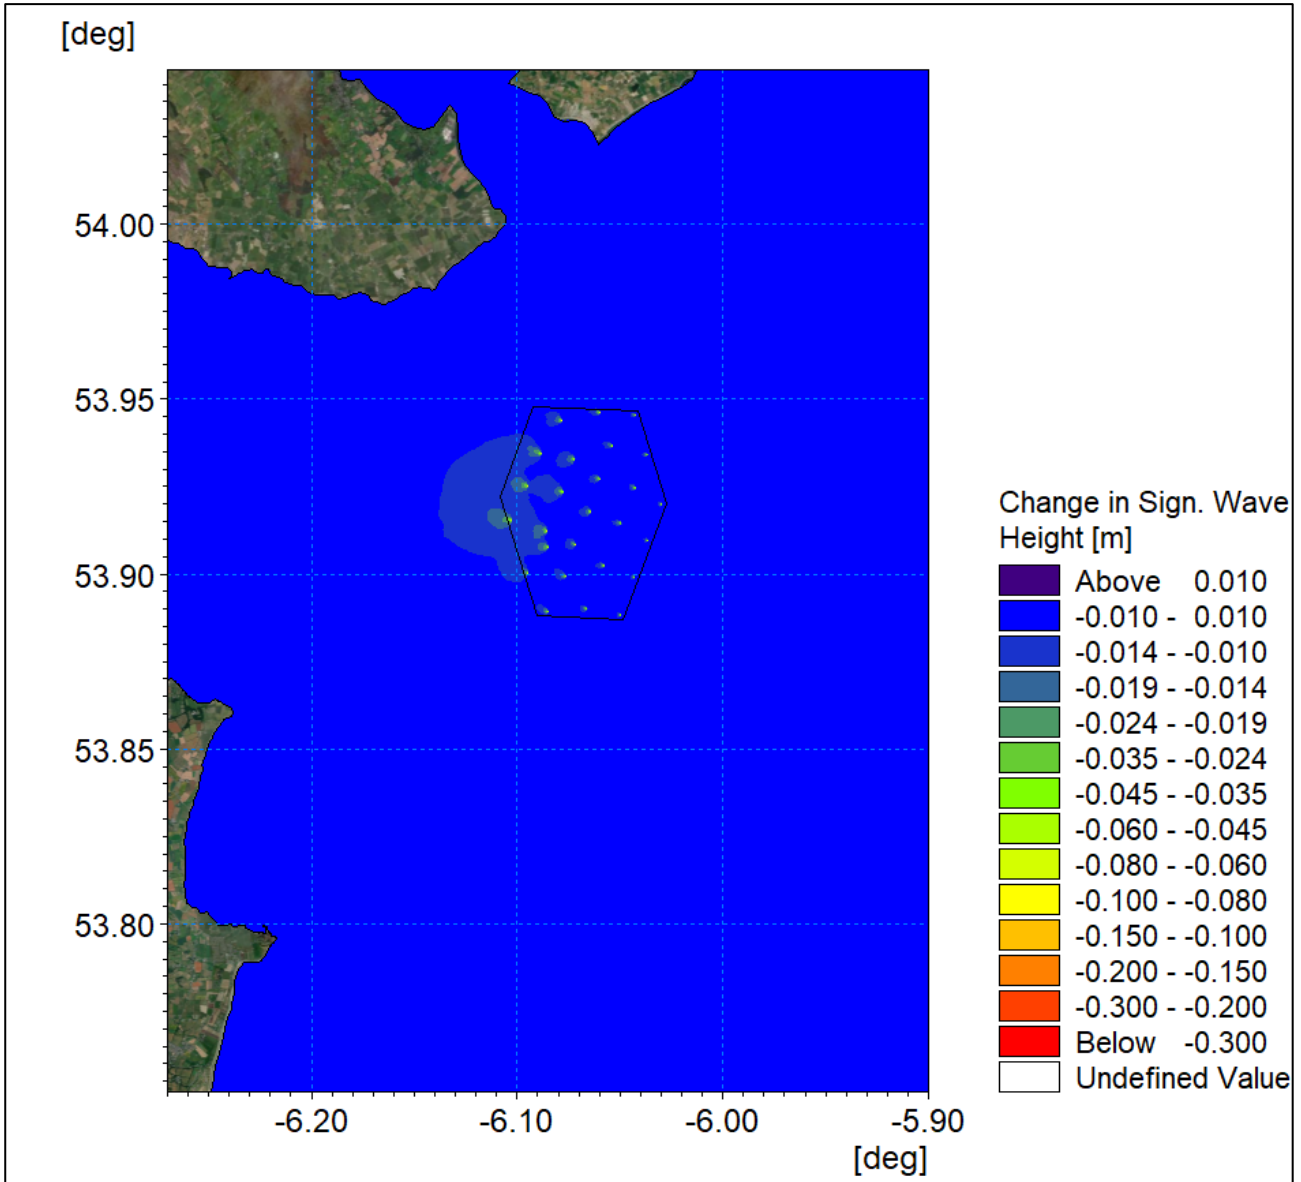 [deg]
54.00
53.95
53.90
53.85
53.80
-6.20
-6.10
-6.00
-5.90
[deg]
Change in Sign. Wave
Height [m]
Above 0.010
-0.010 - 0.010
-0.014 - -0.010
-0.019 - -0.014
-0.024 - -0.019
-0.035 - -0.024
-0.045 - -0.035
-0.060 - -0.045
-0.080 - -0.060
-0.100 - -0.080
-0.150 - -0.100
-0.200 - -0.150
-0.300 - -0.200
Below -0.300
Undefined Value